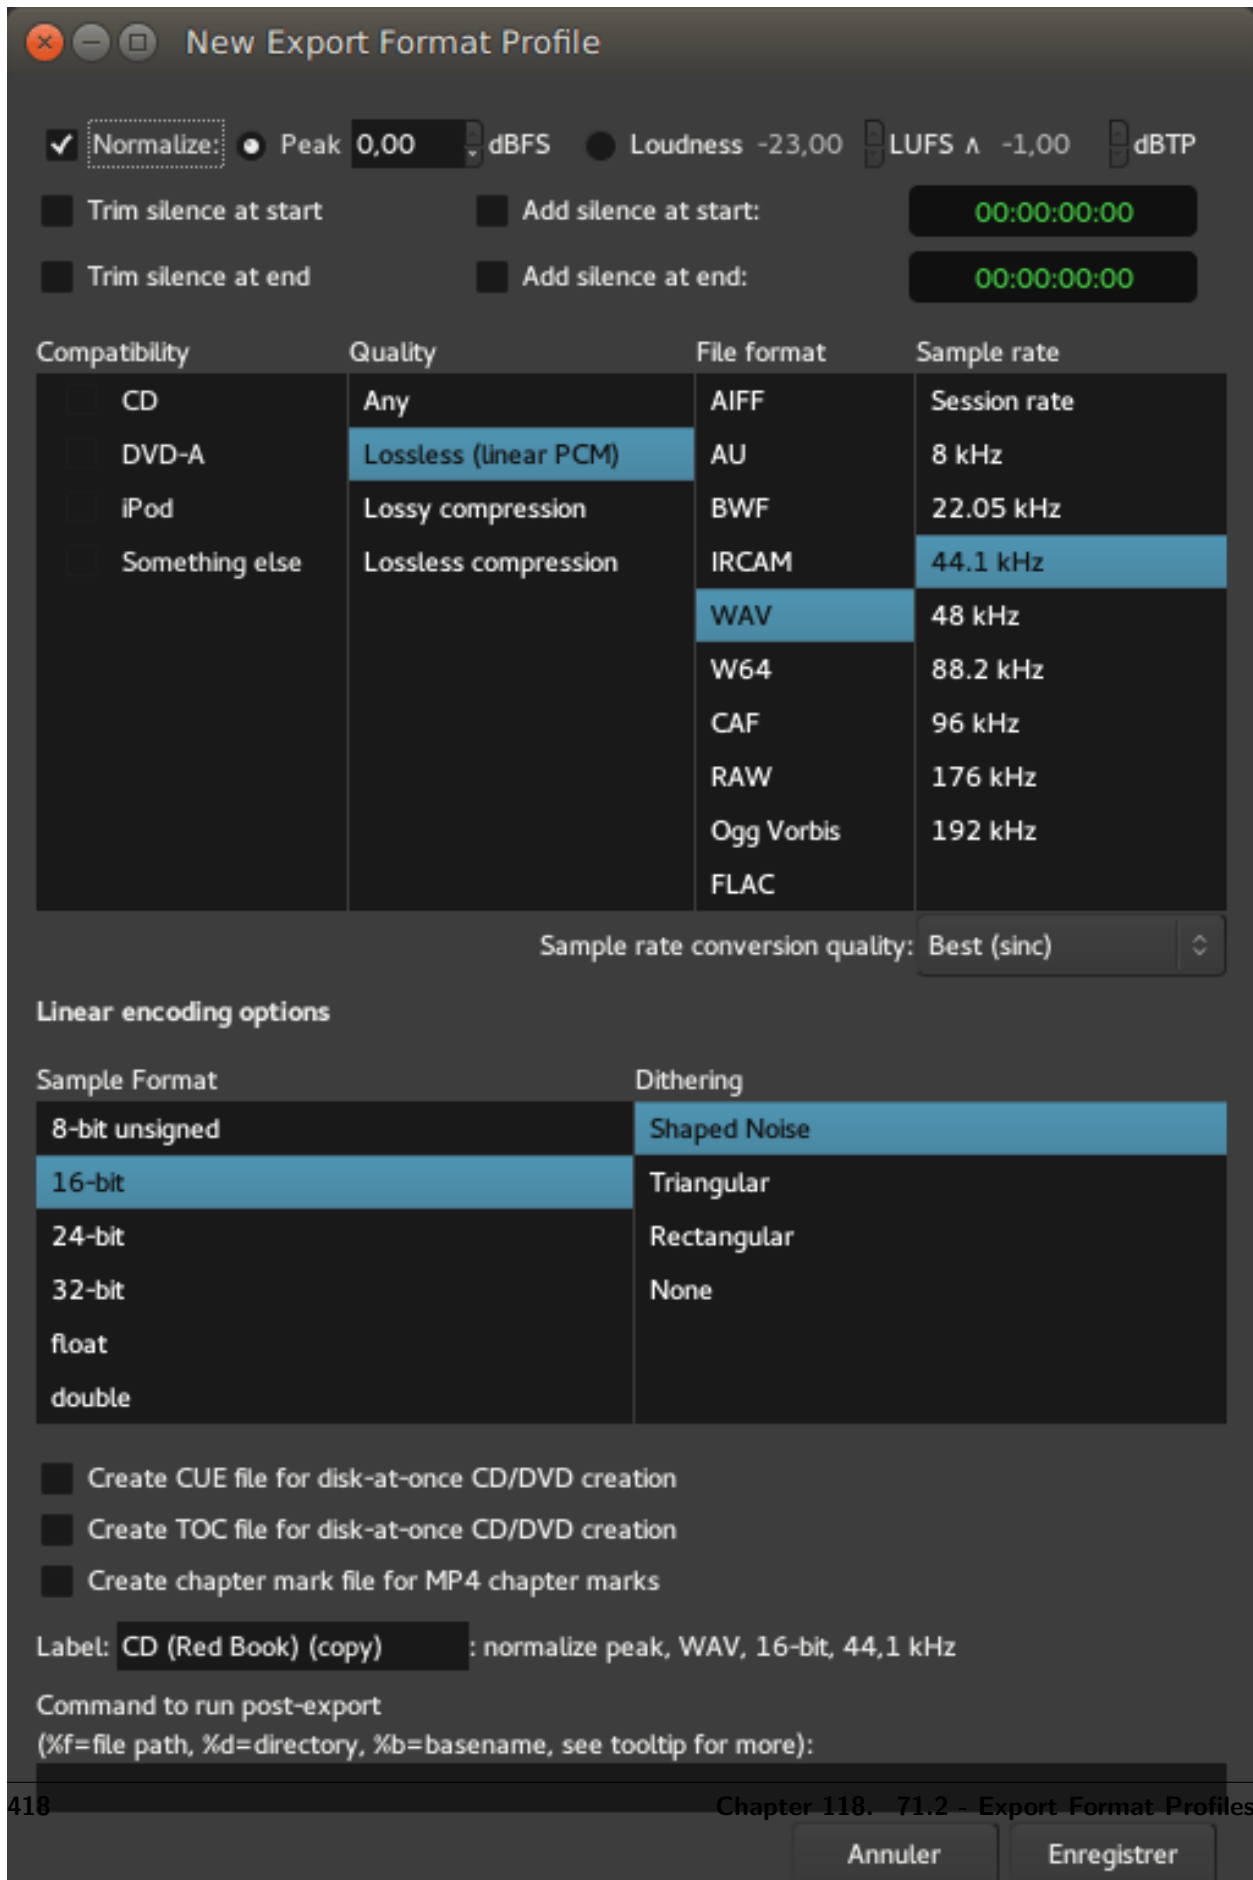 New Export Format Profile
Normalize: Peak 0,00 dBFS Loudness -23,00 LUFS ∧ -1,00 dBTP
Trim silence at start Add silence at start: 00:00:00:00
Trim silence at end Add silence at end: 00:00:00:00
Compatibility Quality File format Sample rate
CD Any AIFF Session rate
DVD-A Lossless (linear PCM) AU 8 kHz
iPod Lossy compression BWF 22.05 kHz
Something else Lossless compression IRCAM 44.1 kHz
WAV 48 kHz
W64 88.2 kHz
CAF 96 kHz
RAW 176 kHz
Ogg Vorbis 192 kHz
FLAC
Sample rate conversion quality: Best (sinc)
Linear encoding options
Sample Format Dithering
8-bit unsigned Shaped Noise
16-bit Triangular
24-bit Rectangular
32-bit None
float
double
Create CUE file for disk-at-once CD/DVD creation
Create TOC file for disk-at-once CD/DVD creation
Create chapter mark file for MP4 chapter marks
Label: CD (Red Book) (copy) : normalize peak, WAV, 16-bit, 44,1 kHz
Command to run post-export
(%f=file path, %d=directory, %b=basename, see tooltip for more):
418 Chapter 118. 71.2 - Export Format Profiles
Annuler Enregistrer